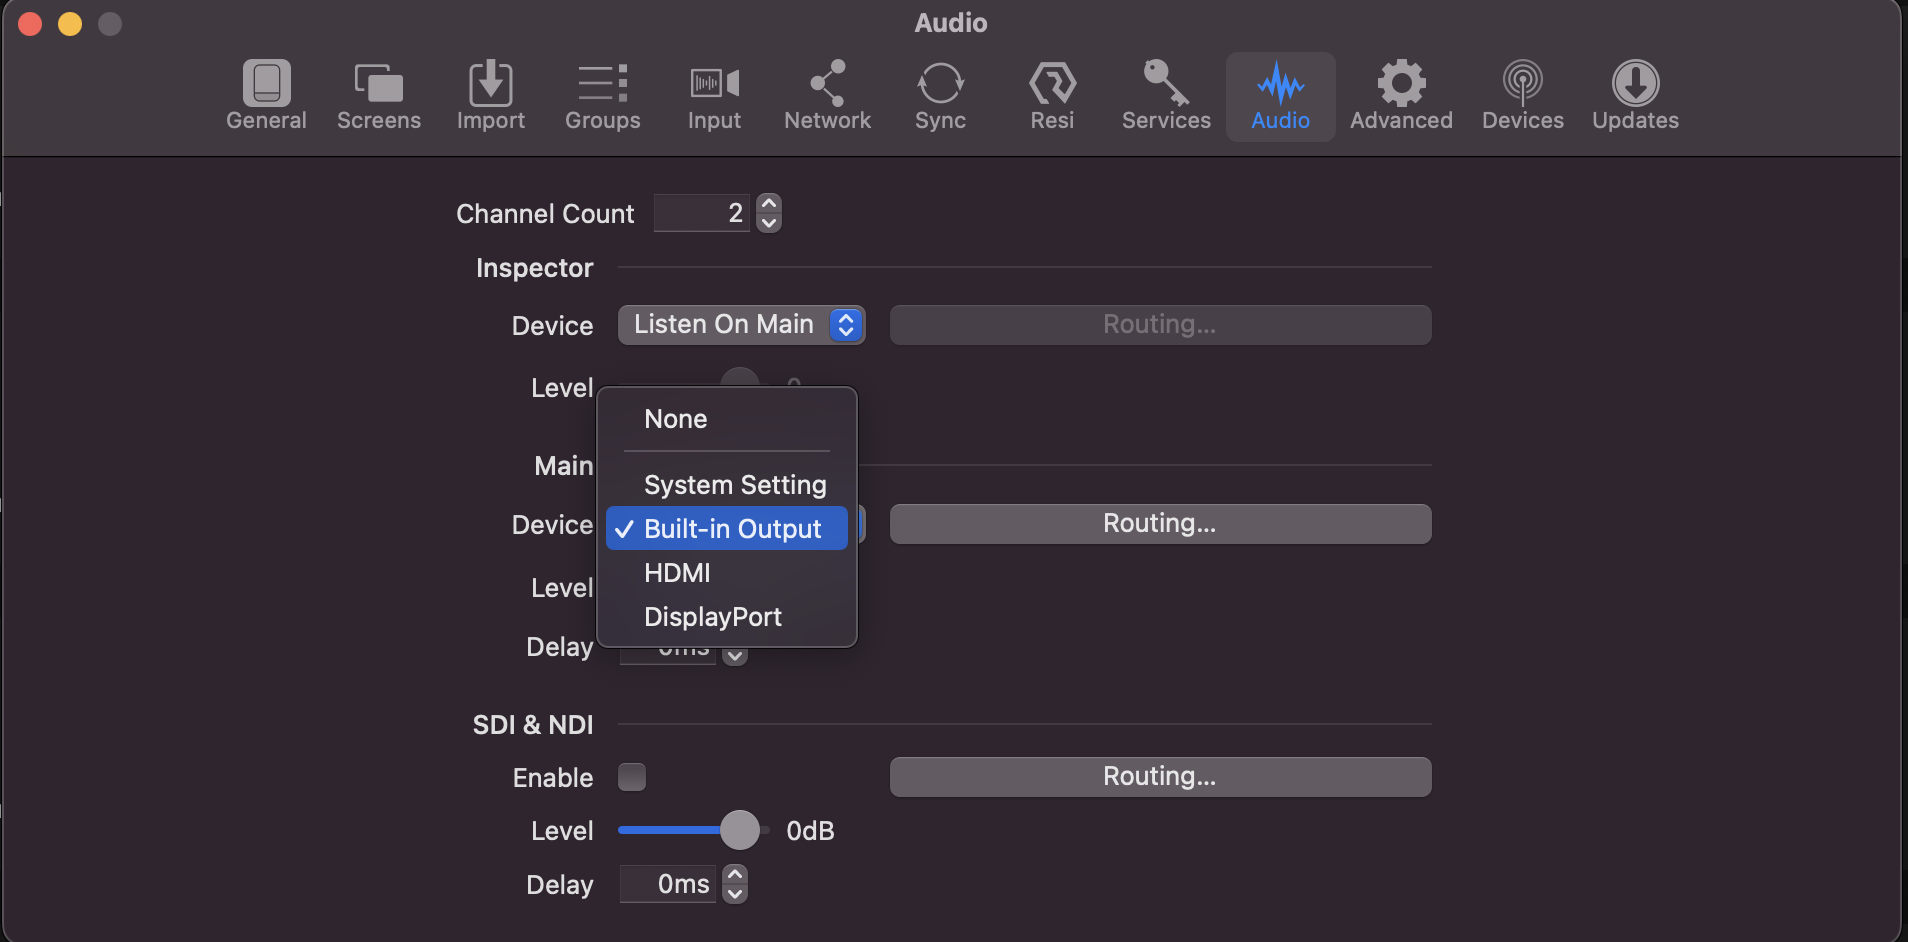 Audio
General Screens Import Groups Input Network Sync Resi Services Audio Advanced Devices Updates
Channel Count 2
Inspector
Device Listen On Main Routing...
Level
None
Main
System Setting
Device ✓ Built-in Output Routing...
HDMI
Level
DisplayPort
Delay 0ms
SDI & NDI
Enable Routing...
Level 0dB
Delay 0ms